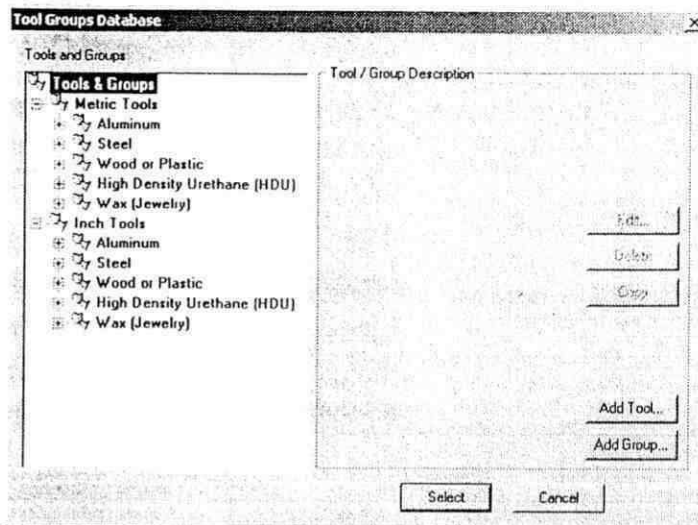 Tool Groups Database
Tools and Groups
Tool / Group Description
Tools & Groups
Metric Tools
Aluminum
Steel
Wood or Plastic
High Density Urethane (HDU)
Wax (Jewelry)
Inch Tools
Aluminum
Steel
Wood or Plastic
High Density Urethane (HDU)
Wax (Jewelry)
Edit...
Delete
Copy
Add Tool...
Add Group...
Select
Cancel